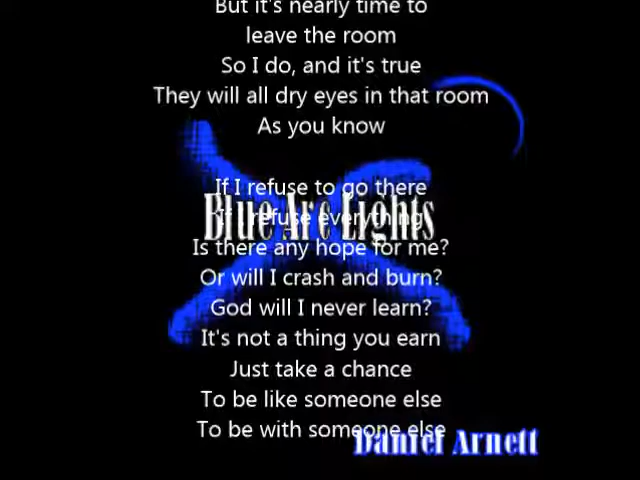 But it's nearly time to
leave the room
So I do, and it's true
They will all dry eyes in that room
As you know
If I refuse to go there
Blue Arc Lights
If I refuse everything
Is there any hope for me?
Or will I crash and burn?
God will I never learn?
It's not a thing you earn
Just take a chance
To be like someone else
To be with someone else
Daniel Arnett